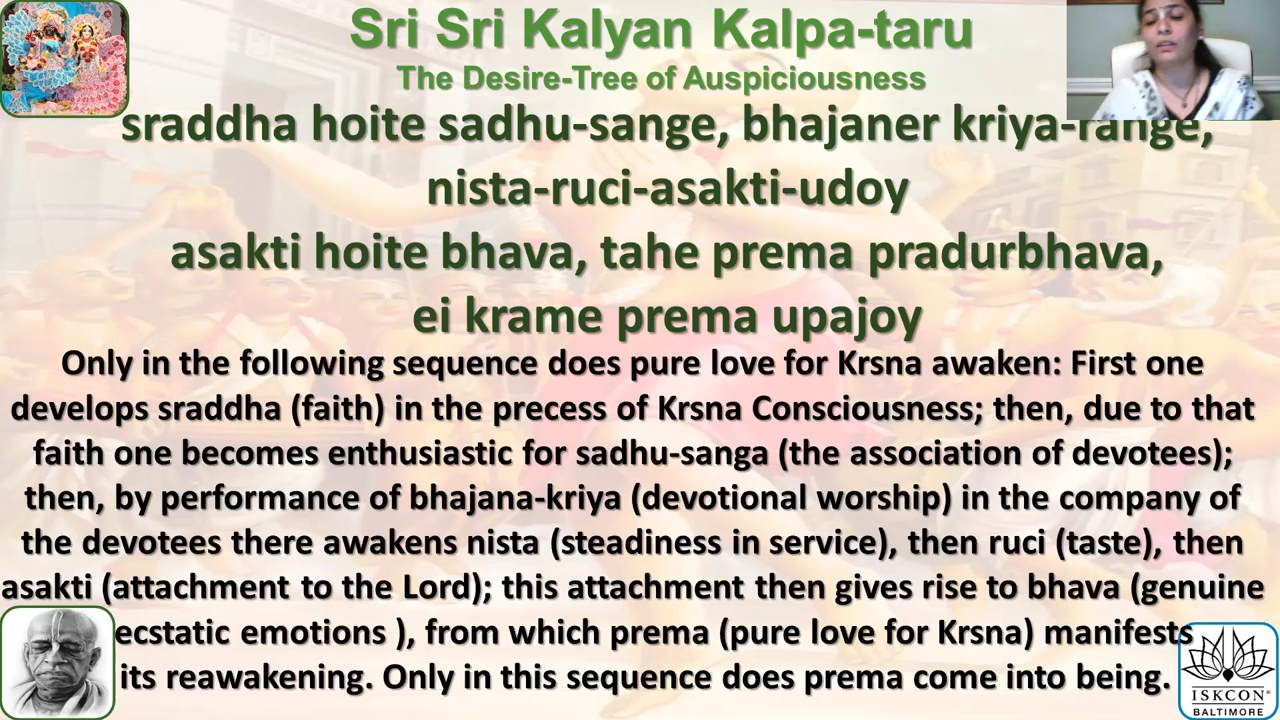 Sri Sri Kalyan Kalpa-taru
The Desire-Tree of Auspiciousness
sraddha hoite sadhu-sange, bhajaner kriya-range,
nista-ruci-asakti-udoy
asakti hoite bhava, tahe prema pradurbhava,
ei krame prema upajoy
Only in the following sequence does pure love for Krsna awaken: First one
develops sraddha (faith) in the precess of Krsna Consciousness; then, due to that
faith one becomes enthusiastic for sadhu-sanga (the association of devotees);
then, by performance of bhajana-kriya (devotional worship) in the company of
the devotees there awakens nista (steadiness in service), then ruci (taste), then
asakti (attachment to the Lord); this attachment then gives rise to bhava (genuine
ecstatic emotions ), from which prema (pure love for Krsna) manifests
its reawakening. Only in this sequence does prema come into being.
ISKCON®
BALTIMORE